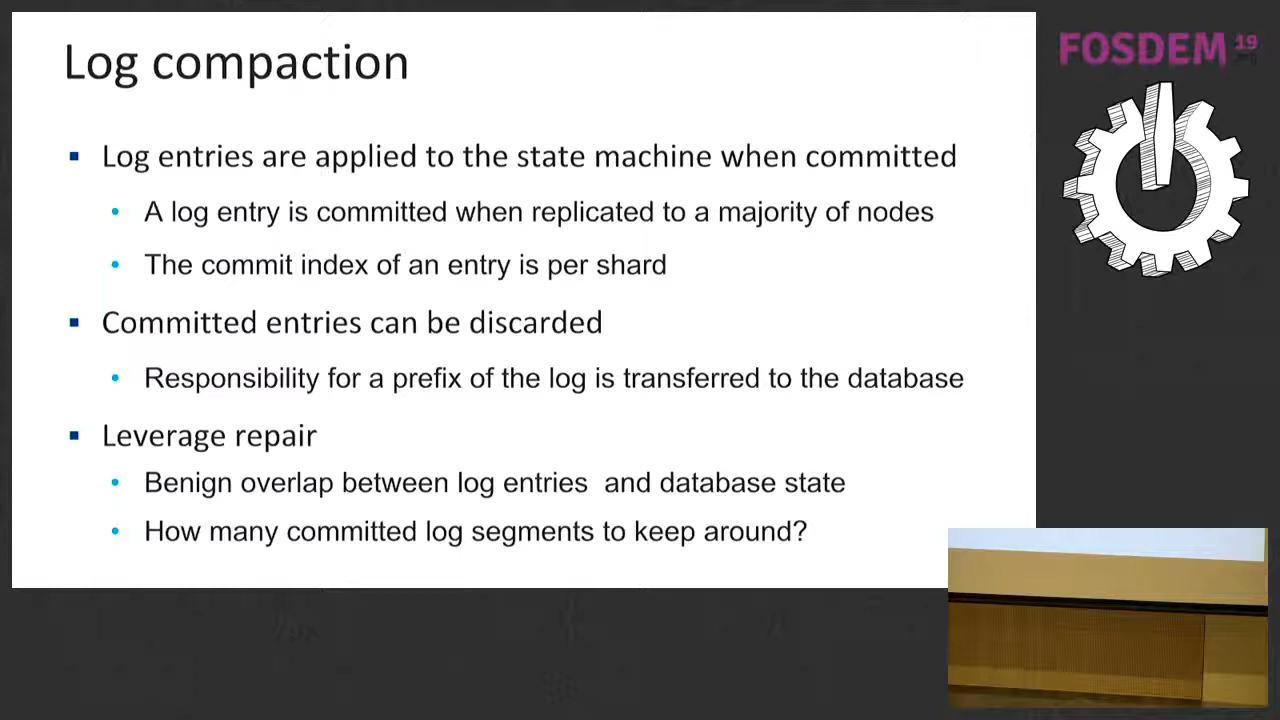 Log compaction
Log entries are applied to the state machine when committed
A log entry is committed when replicated to a majority of nodes
The commit index of an entry is per shard
Committed entries can be discarded
Responsibility for a prefix of the log is transferred to the database
Leverage repair
Benign overlap between log entries and database state
How many committed log segments to keep around?
FOSDEM 19